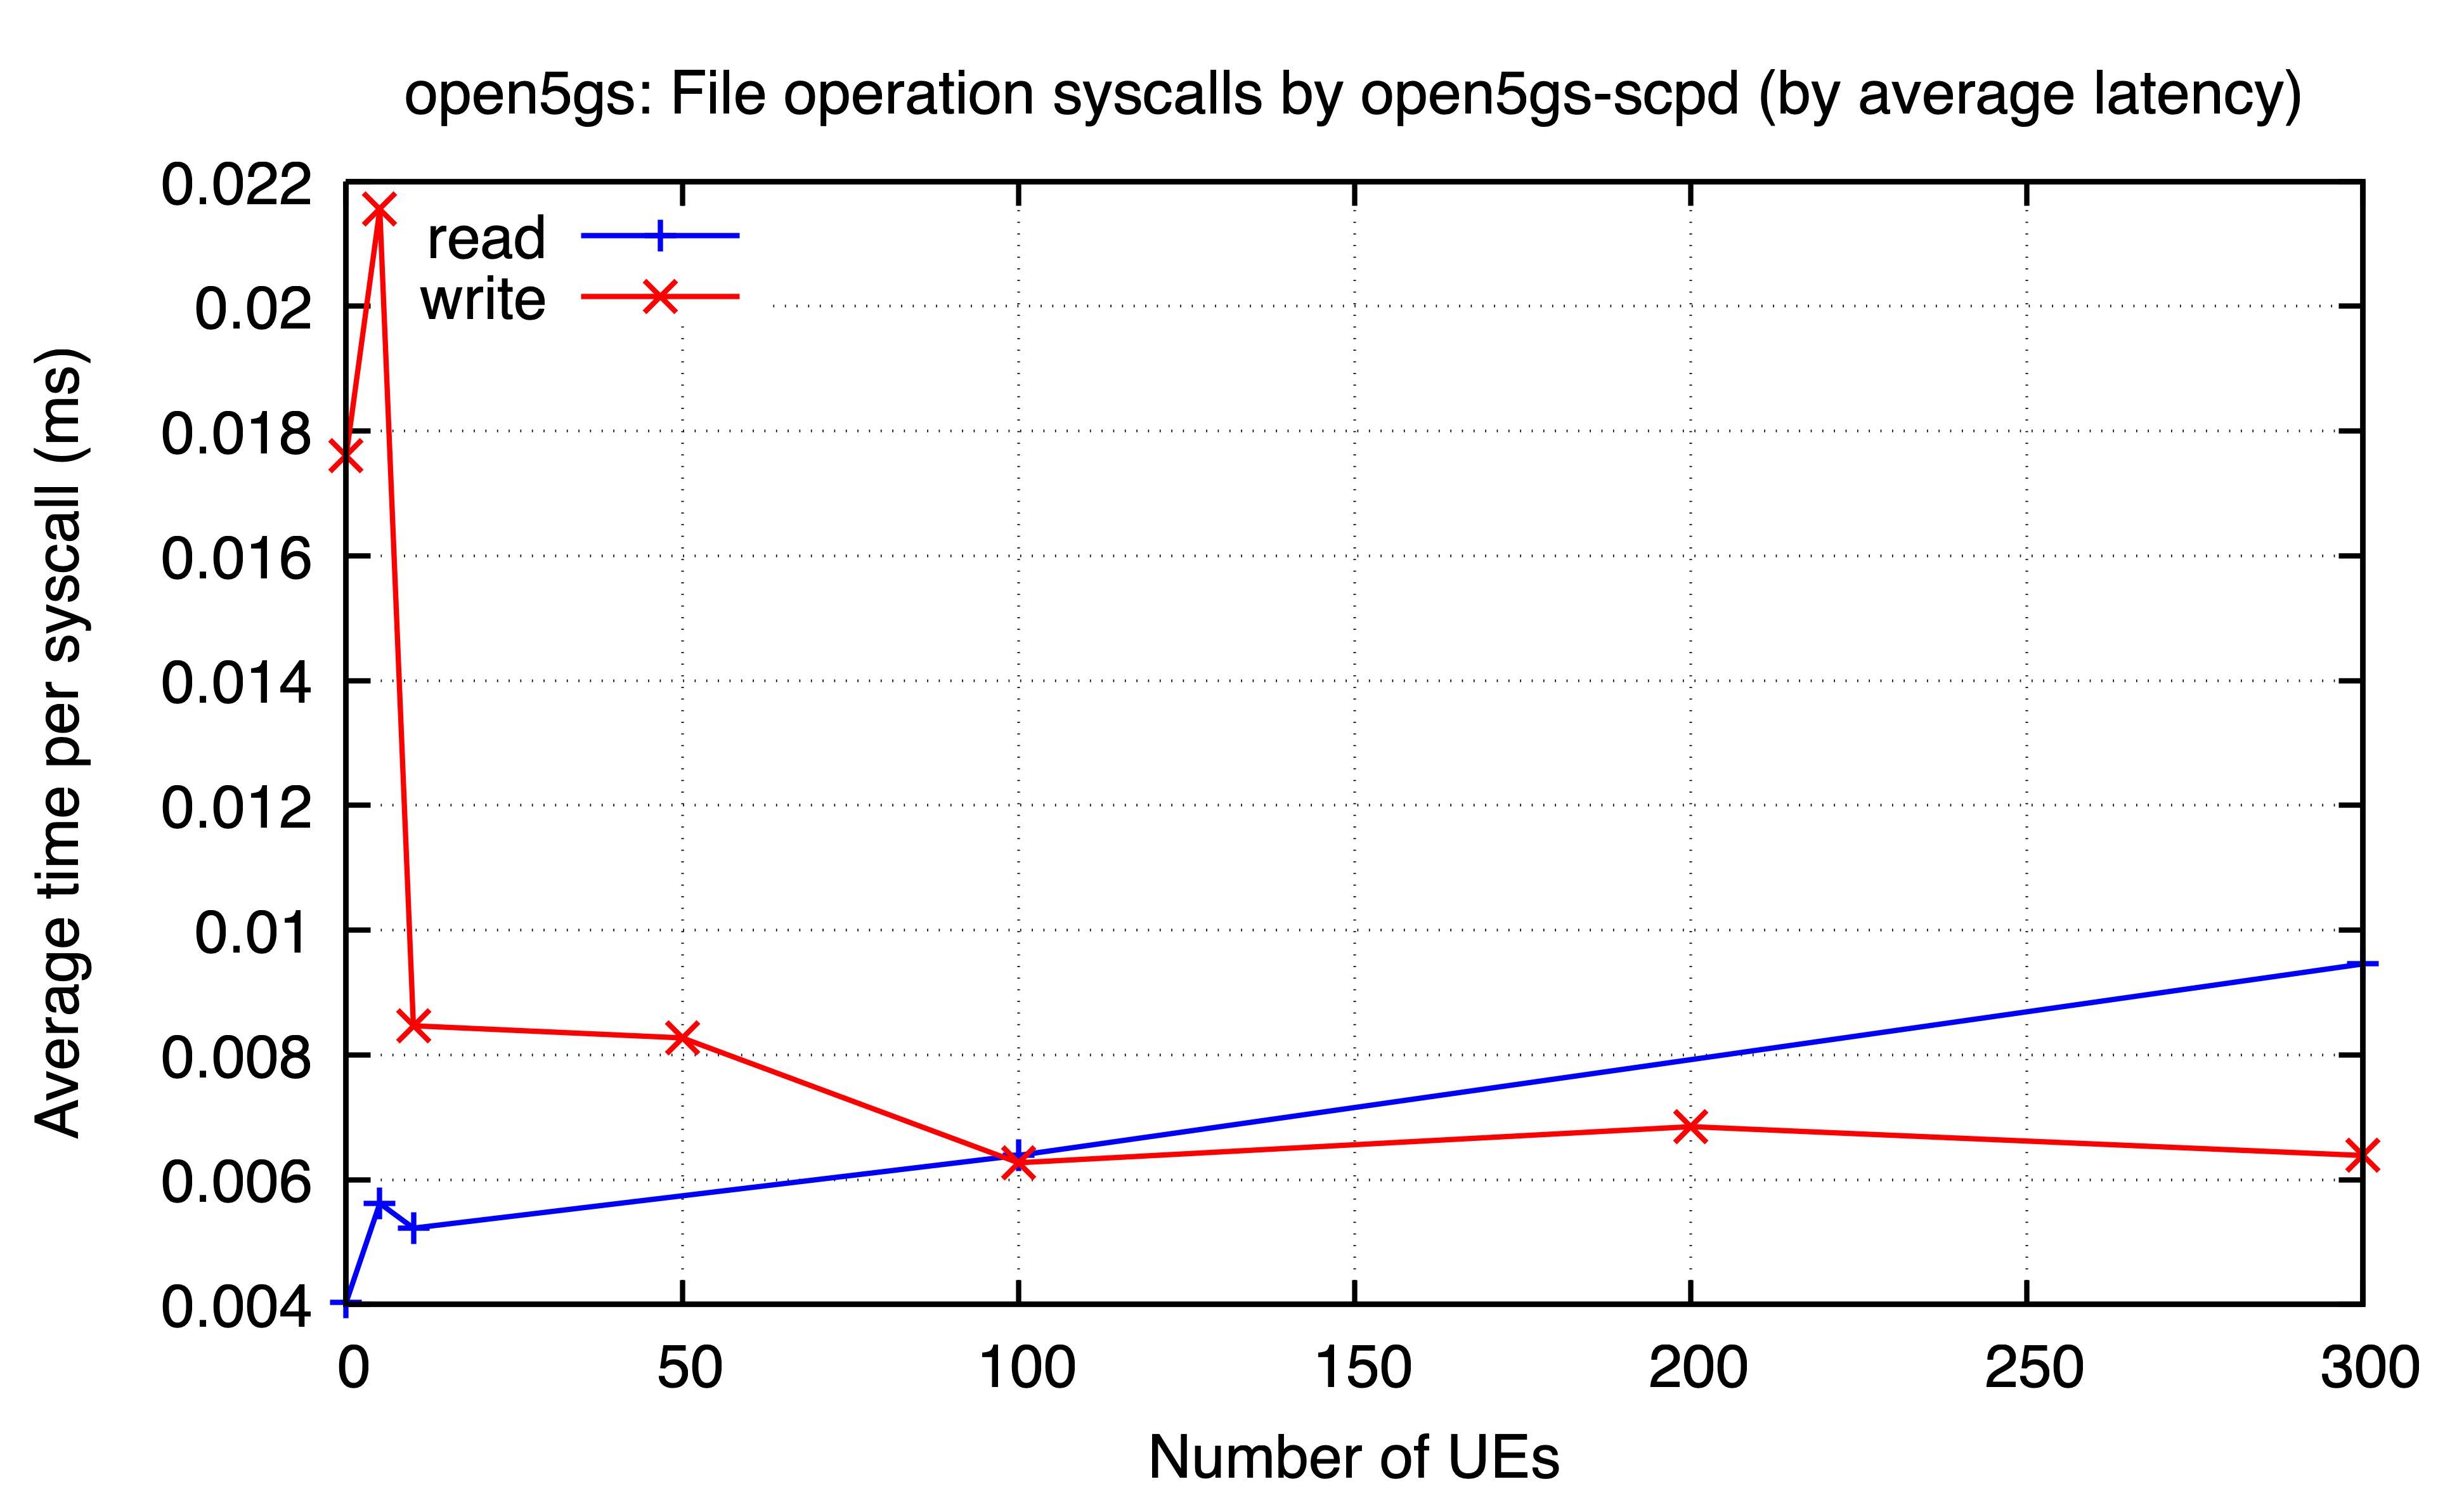 open5gs: File operation syscalls by open5gs-scpd (by average latency)
0.022
0.02
0.018
0.016
0.014
0.012
0.01
0.008
0.006
0.004
Average time per syscall (ms)
read
write
0 50 100 150 200 250 300
Number of UEs